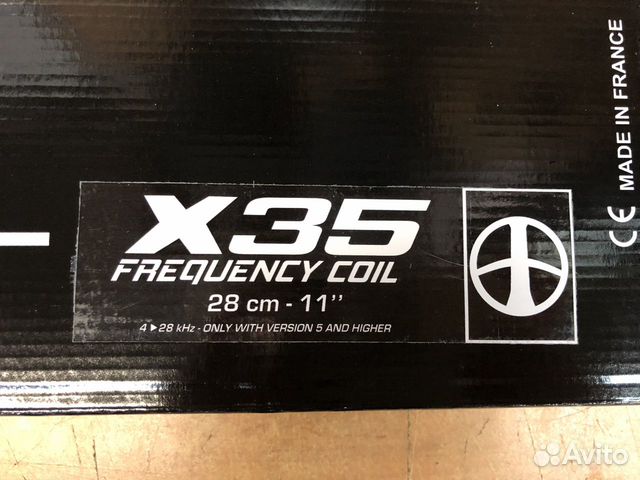 X35
FREQUENCY COIL
28 cm - 11''
4 ▶ 28 kHz - ONLY WITH VERSION 5 AND HIGHER
CE MADE IN FRANCE
Avito